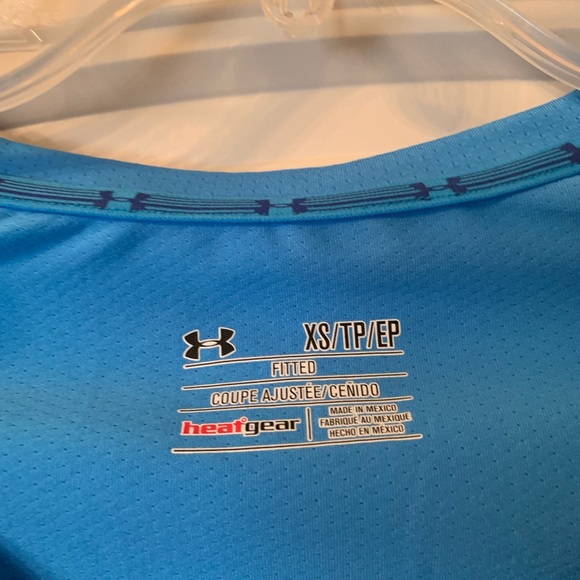 XS/TP/EP
FITTED
COUPE AJUSTÉE/CEÑIDO
heatgear
MADE IN MEXICO
FABRIQUÉ AU MEXIQUE
HECHO EN MEXICO